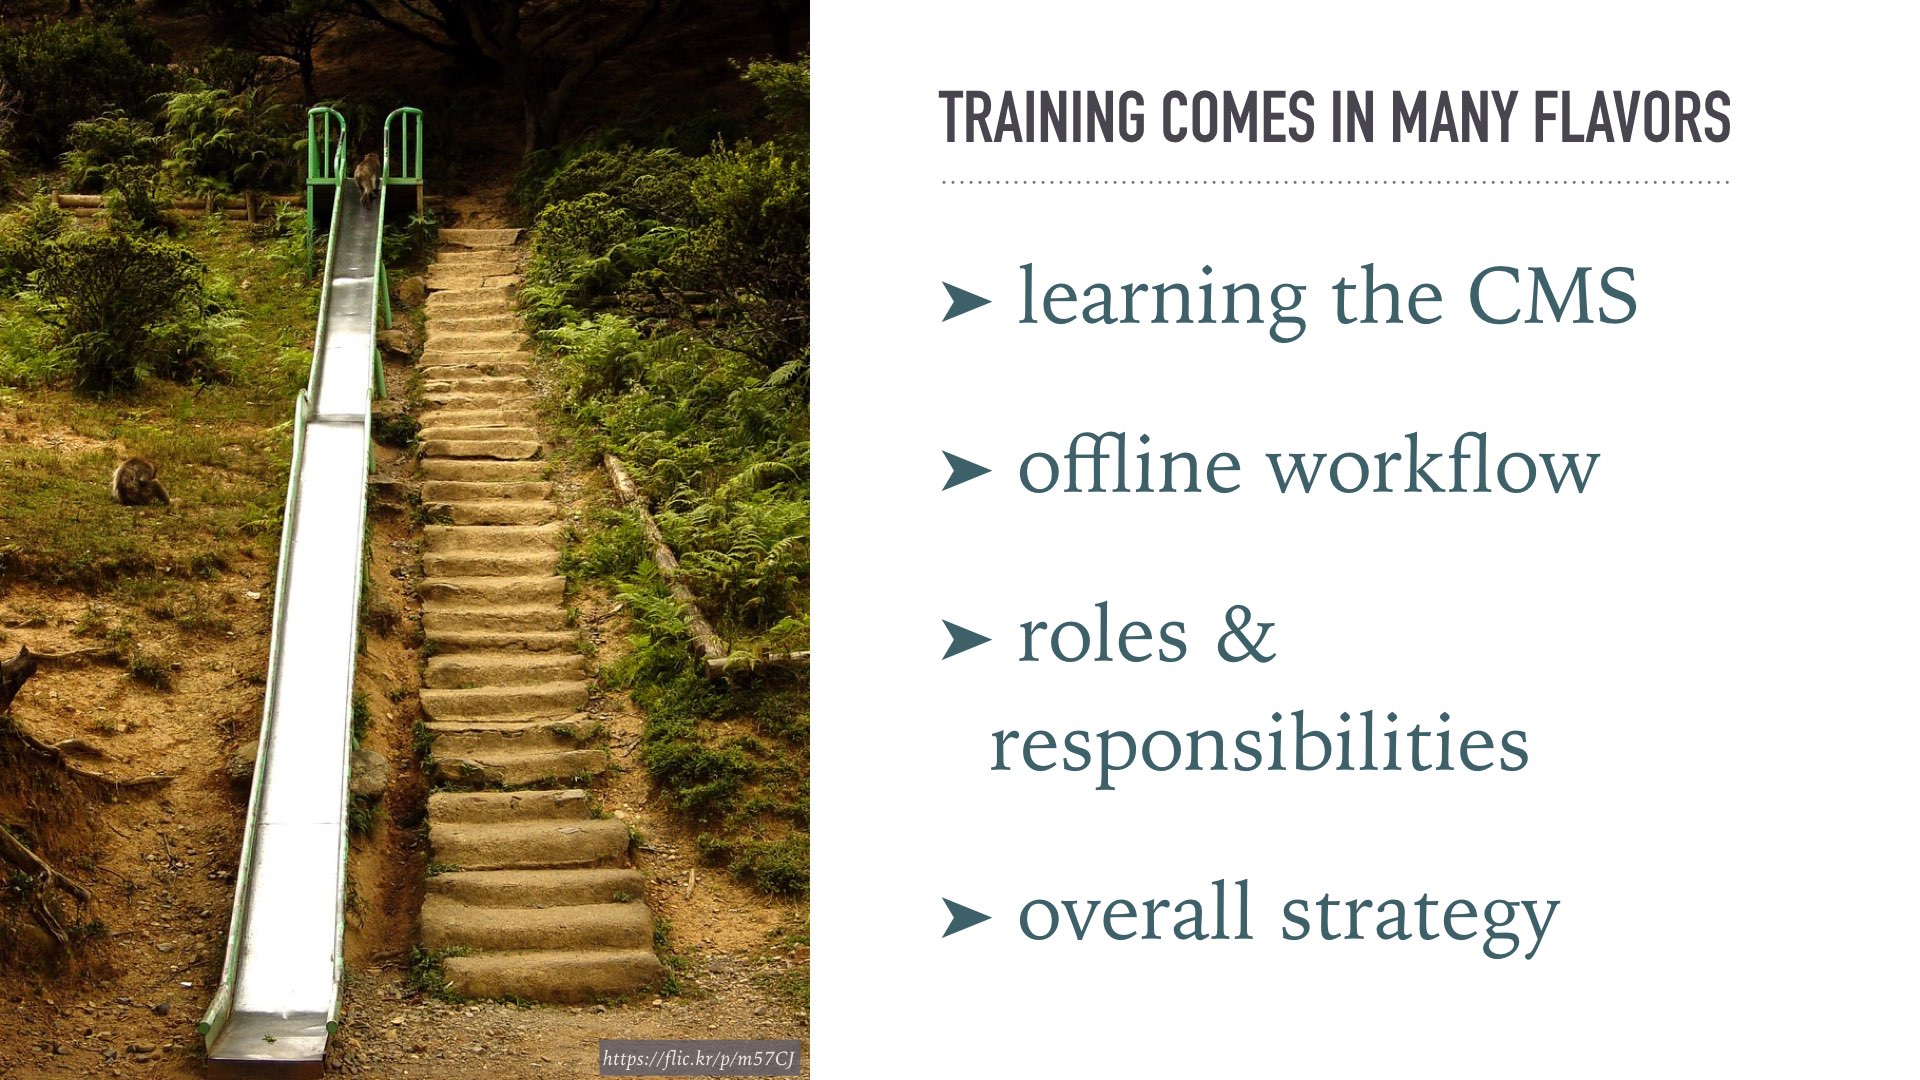 TRAINING COMES IN MANY FLAVORS
➤ learning the CMS
➤ offline workflow
➤ roles &
responsibilities
➤ overall strategy
https://flic.kr/p/m57CJ